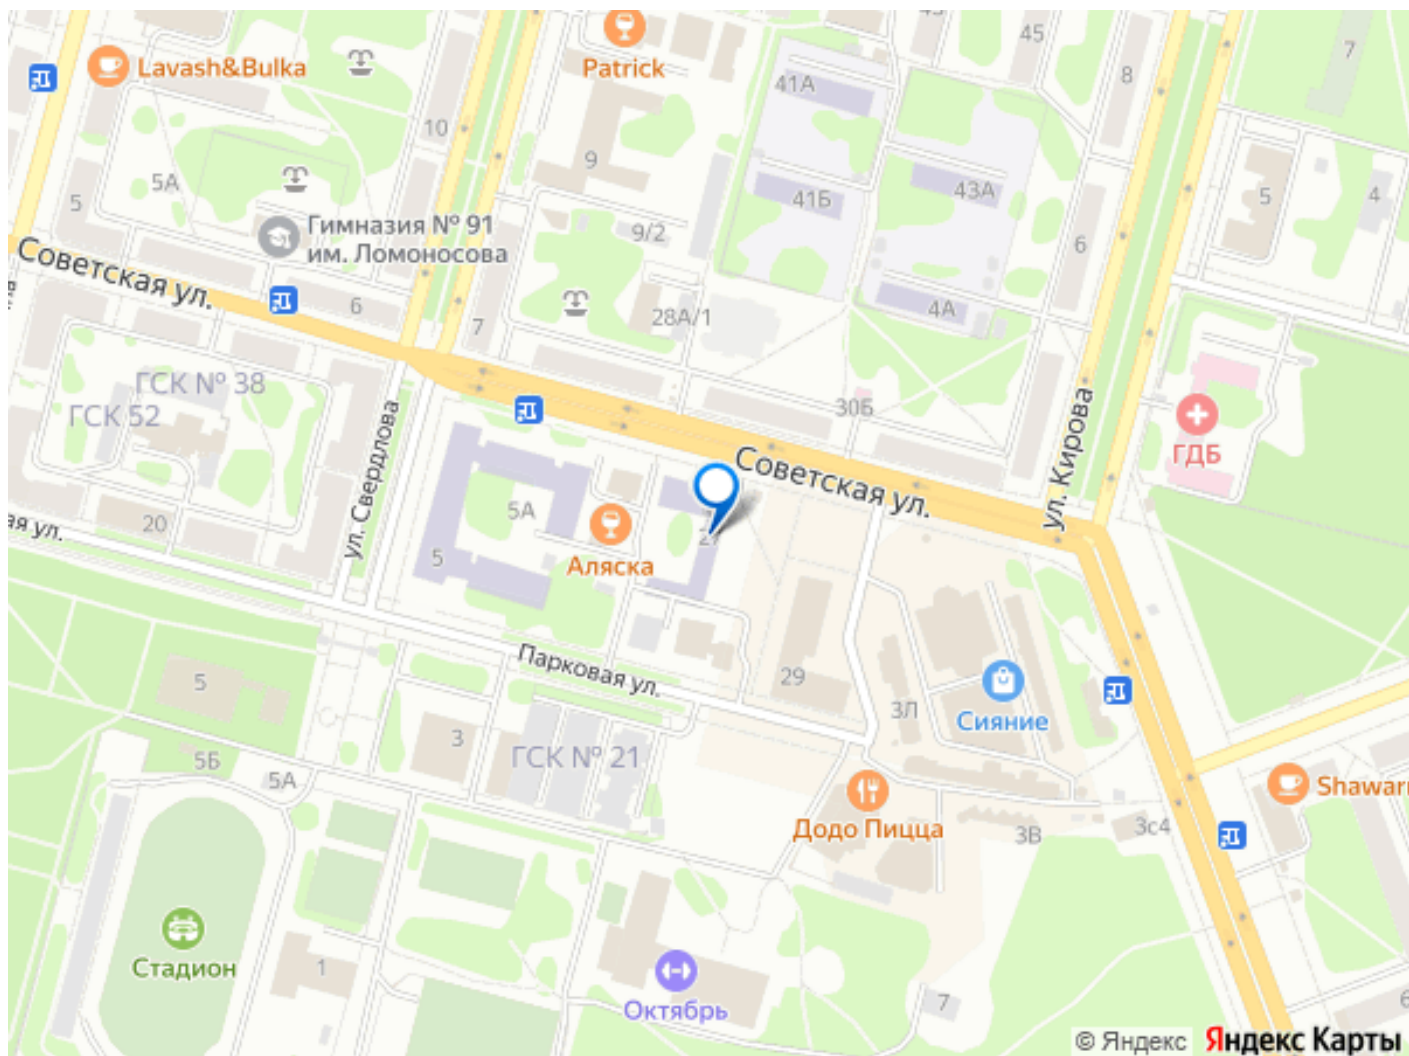 Lavash&Bulka
Patrick
45
7
8
41А
10
9
5А
5
41Б
43А
5
4
Гимназия № 91
им. Ломоносова
9/2
6
Советская ул.
6
7
28А/1
4А
ГСК № 38
ГСК 52
30Б
ул. Свердлова
ул. Кирова
ГДБ
Советская ул.
20
5А
5
Аляска
Парковая ул.
29
5
3
ГСК № 21
3Л
Сияние
5Б
5А
Додо Пицца
3В
3с4
Стадион
1
Октябрь
7
© Яндекс Яндекс Карты